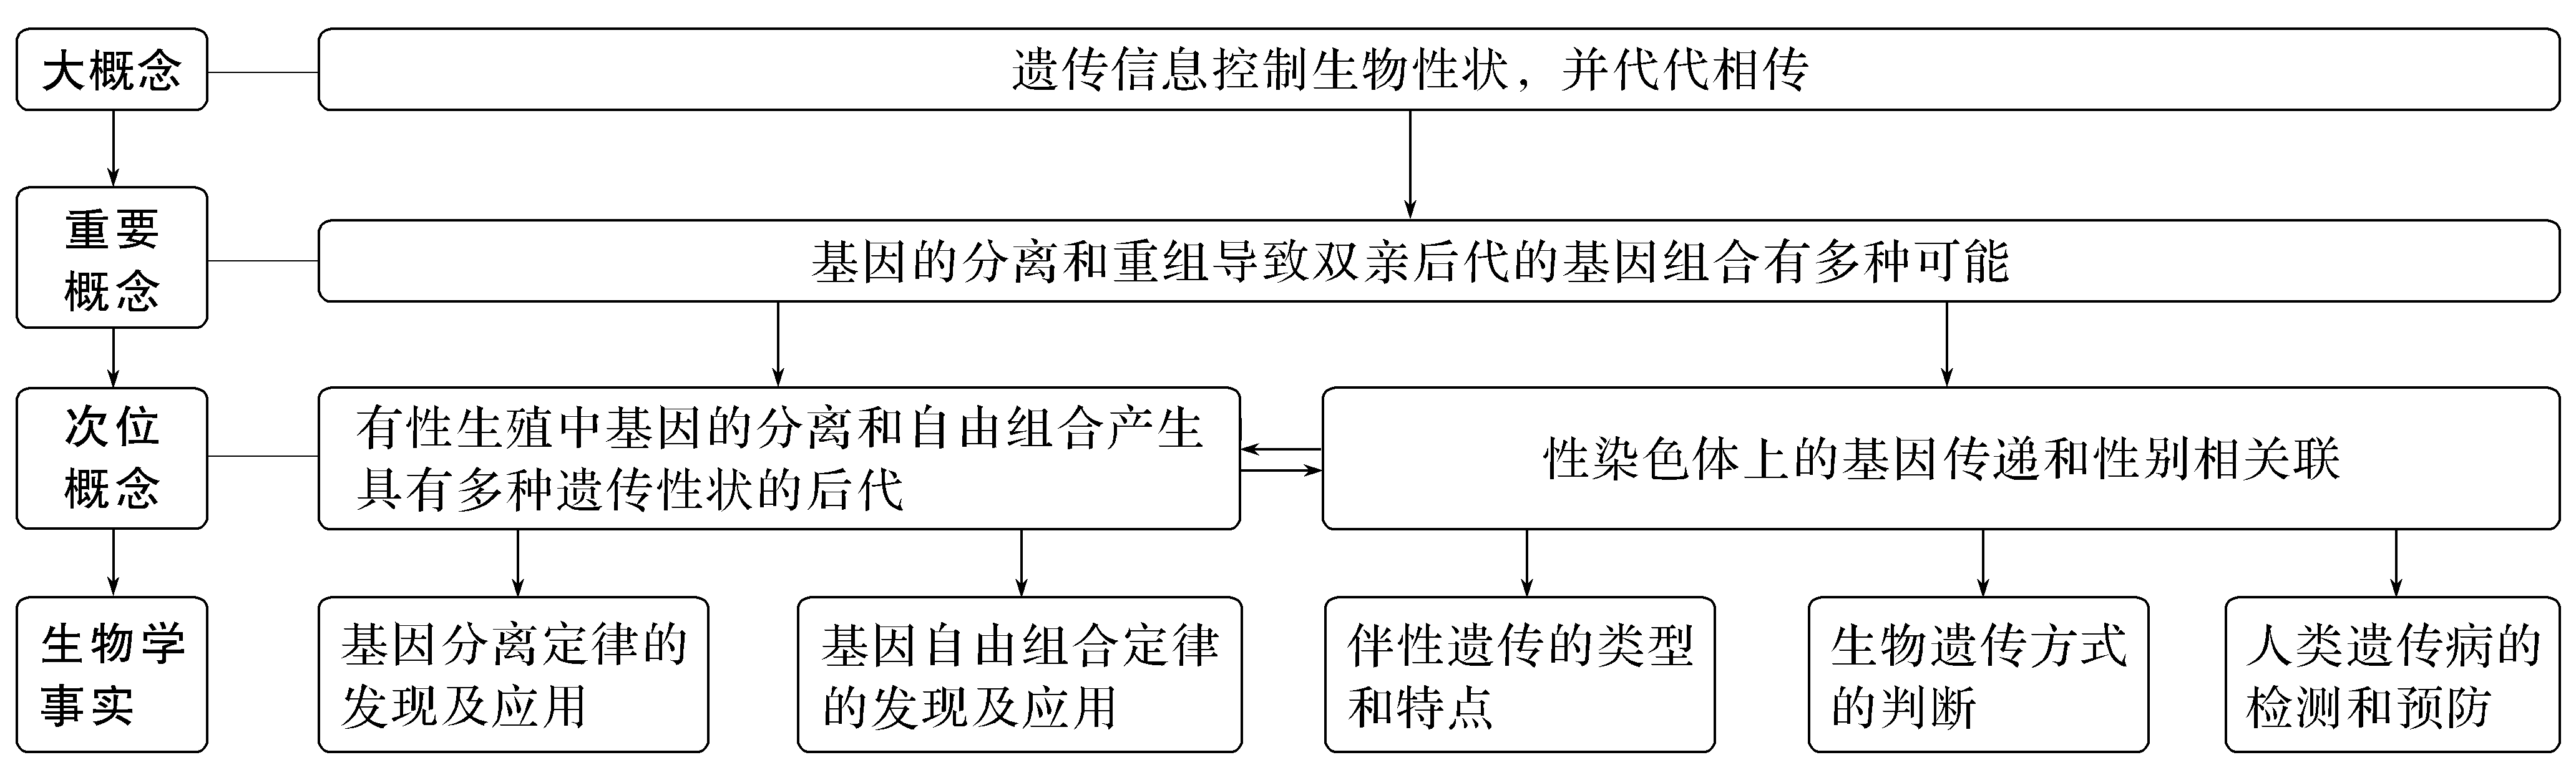 大概念
遗传信息控制生物性状，并代代相传
重要
概念
基因的分离和重组导致双亲后代的基因组合有多种可能
次位
概念
有性生殖中基因的分离和自由组合产生
具有多种遗传性状的后代
性染色体上的基因传递和性别相关联
生物学
事实
基因分离定律的
发现及应用
基因自由组合定律
的发现及应用
伴性遗传的类型
和特点
生物遗传方式
的判断
人类遗传病的
检测和预防